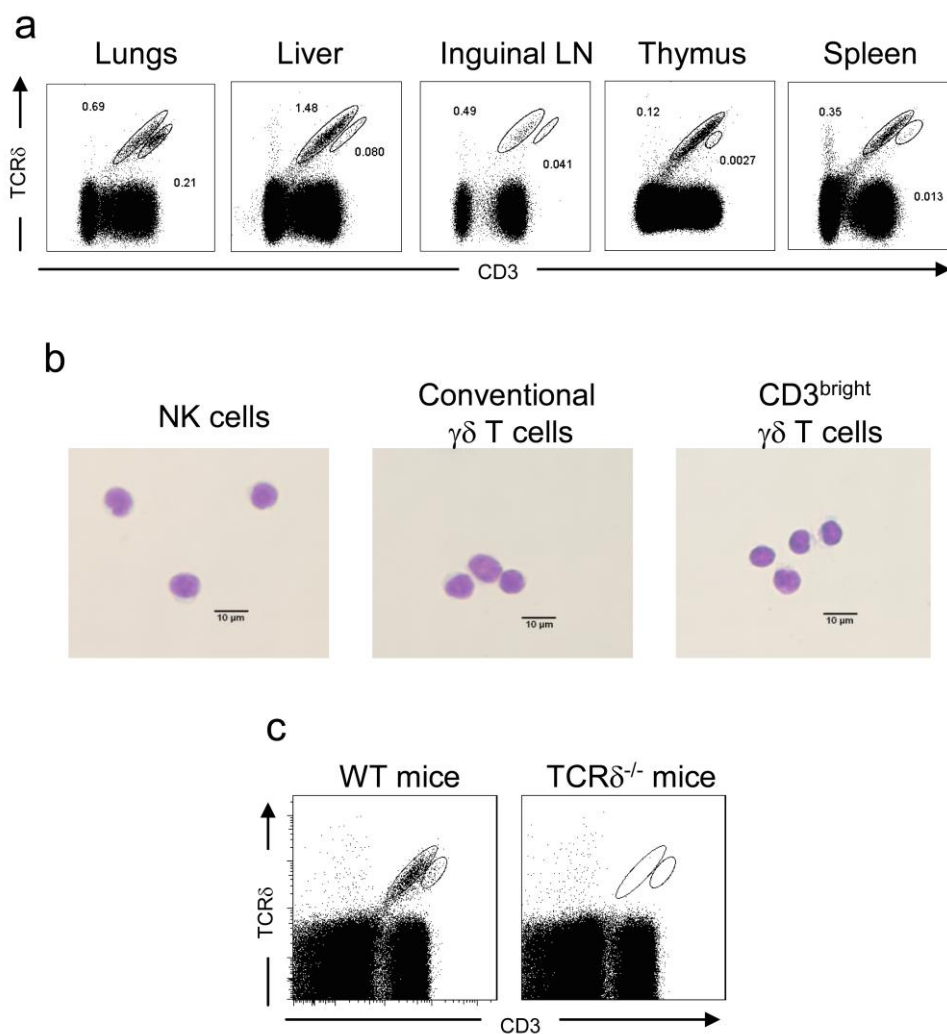 a
Lungs Liver Inguinal LN Thymus Spleen
0.69 1.48 0.49 0.12 0.35
0.21 0.080 0.041 0.0027 0.013
TCRδ
CD3
b
NK cells
Conventional
γδ T cells
CD3bright
γδ T cells
10 µm 10 µm 10 µm
c
WT mice TCRδ-/- mice
TCRδ
CD3